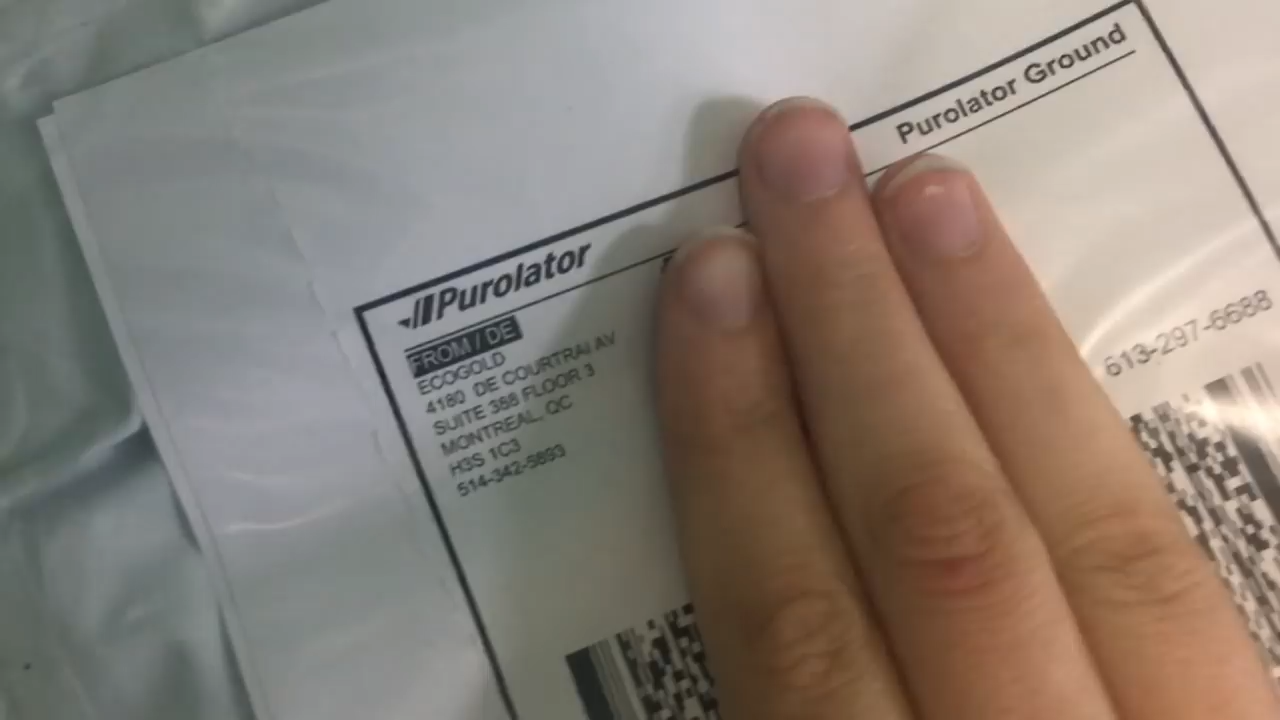 Purolator Ground
Purolator
FROM / DE
ECOGOLD
4180 DE COURTRAI AV
SUITE 388 FLOOR 3
MONTREAL, QC
H3S 1C3
514-342-5893
613-297-6688